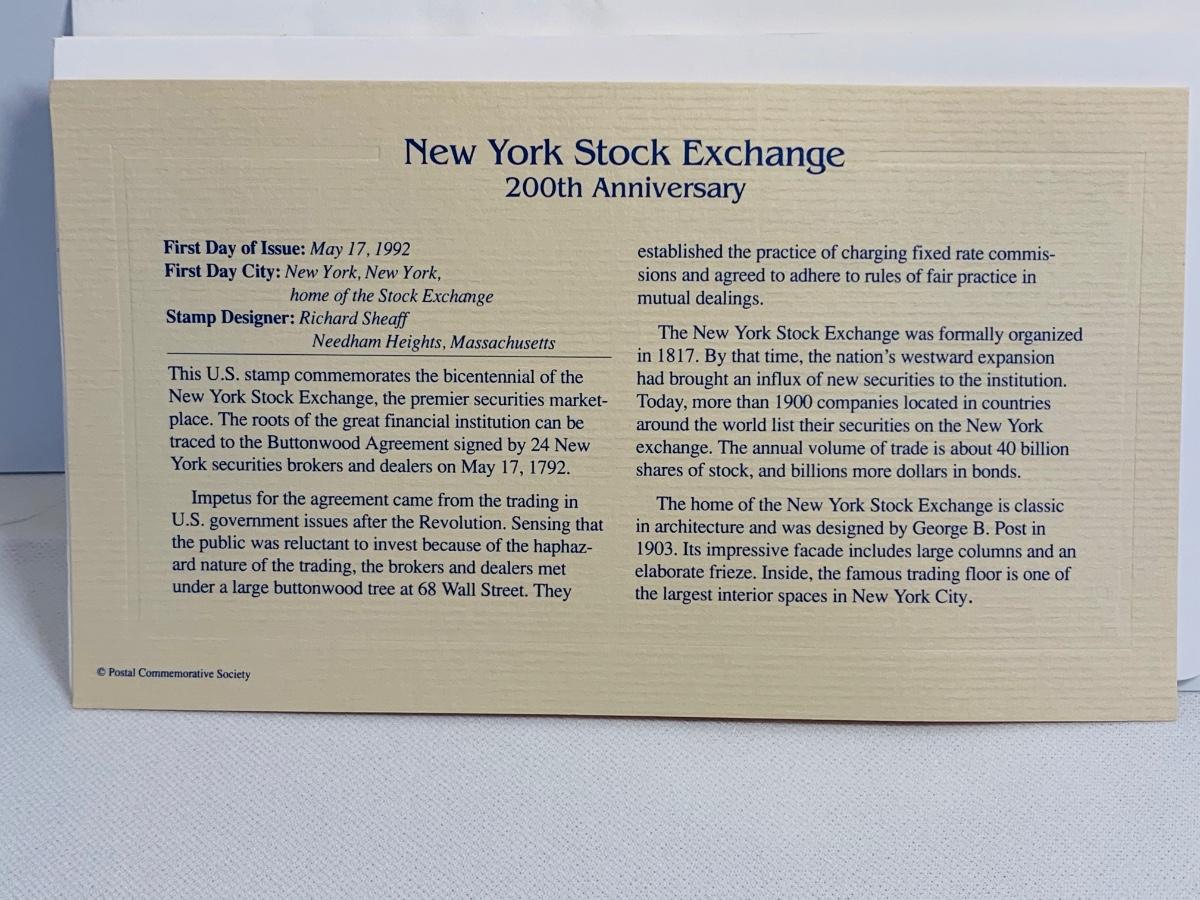 New York Stock Exchange
200th Anniversary
First Day of Issue: May 17, 1992
First Day City: New York, New York,
home of the Stock Exchange
Stamp Designer: Richard Sheaff
Needham Heights, Massachusetts
This U.S. stamp commemorates the bicentennial of the
New York Stock Exchange, the premier securities market-
place. The roots of the great financial institution can be
traced to the Buttonwood Agreement signed by 24 New
York securities brokers and dealers on May 17, 1792.
Impetus for the agreement came from the trading in
U.S. government issues after the Revolution. Sensing that
the public was reluctant to invest because of the haphaz-
ard nature of the trading, the brokers and dealers met
under a large buttonwood tree at 68 Wall Street. They
established the practice of charging fixed rate commis-
sions and agreed to adhere to rules of fair practice in
mutual dealings.
The New York Stock Exchange was formally organized
in 1817. By that time, the nation's westward expansion
had brought an influx of new securities to the institution.
Today, more than 1900 companies located in countries
around the world list their securities on the New York
exchange. The annual volume of trade is about 40 billion
shares of stock, and billions more dollars in bonds.
The home of the New York Stock Exchange is classic
in architecture and was designed by George B. Post in
1903. Its impressive facade includes large columns and an
elaborate frieze. Inside, the famous trading floor is one of
the largest interior spaces in New York City.
© Postal Commemorative Society